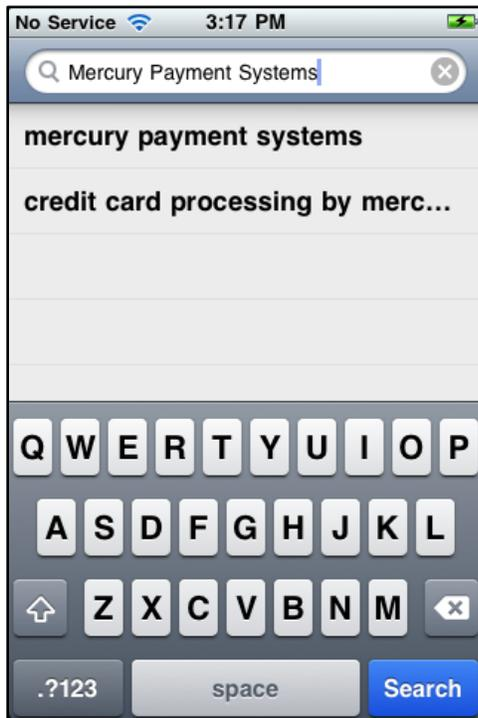 No Service 3:17 PM
Mercury Payment Systems
mercury payment systems
credit card processing by merc...
Q W E R T Y U I O P
A S D F G H J K L
Z X C V B N M
.?123 space Search